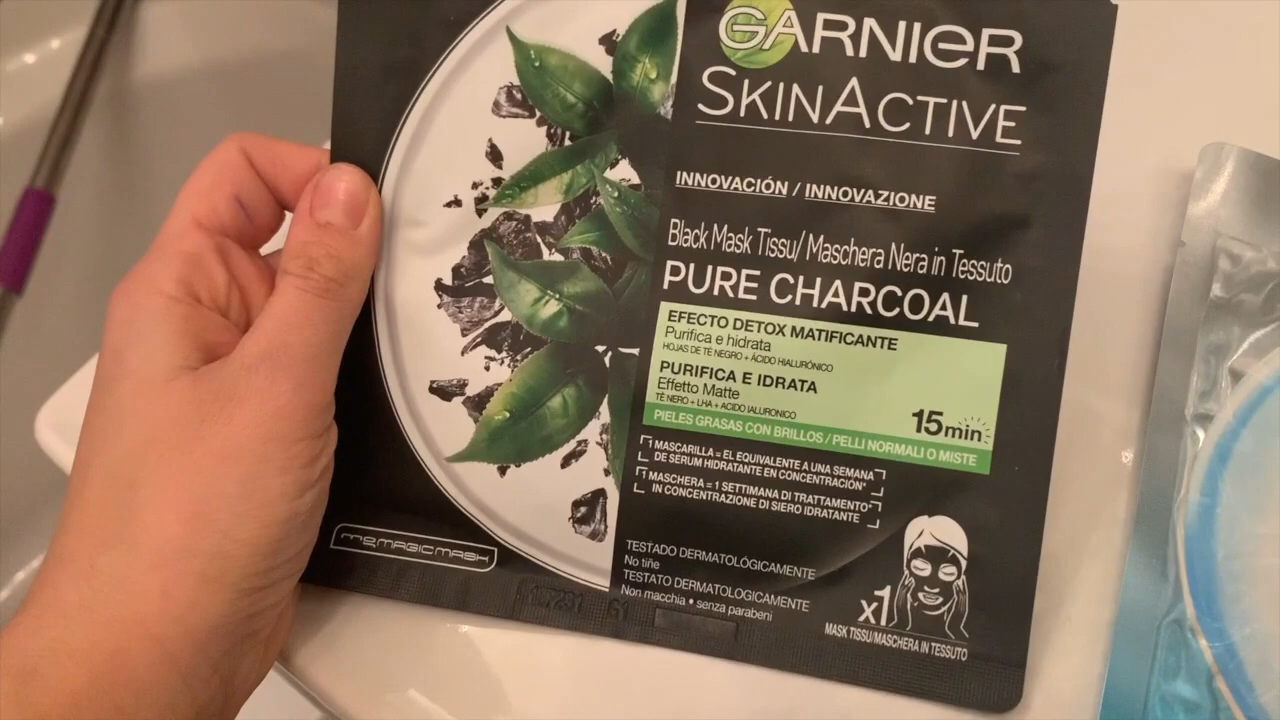 GARNIER
SKINACTIVE
INNOVACIÓN / INNOVAZIONE
Black Mask Tissu/ Maschera Nera in Tessuto
PURE CHARCOAL
EFECTO DETOX MATIFICANTE
Purifica e hidrata
HOJAS DE TÉ NEGRO + ÁCIDO HIALURÓNICO
PURIFICA E IDRATA
Effetto Matte
TÈ NERO + LHA + ACIDO IALURONICO
15min
PIELES GRASAS CON BRILLOS / PELLI NORMALI O MISTE
1 MASCARILLA = EL EQUIVALENTE A UNA SEMANA
DE SERUM HIDRATANTE EN CONCENTRACIÓN*
1 MASCHERA = 1 SETTIMANA DI TRATTAMENTO*
IN CONCENTRAZIONE DI SIERO IDRATANTE
TESTADO DERMATOLÓGICAMENTE
No tiñe
TESTATO DERMATOLOGICAMENTE
Non macchia • senza parabeni
x1
MASK TISSU/MASCHERA IN TESSUTO
MAGIC MASK